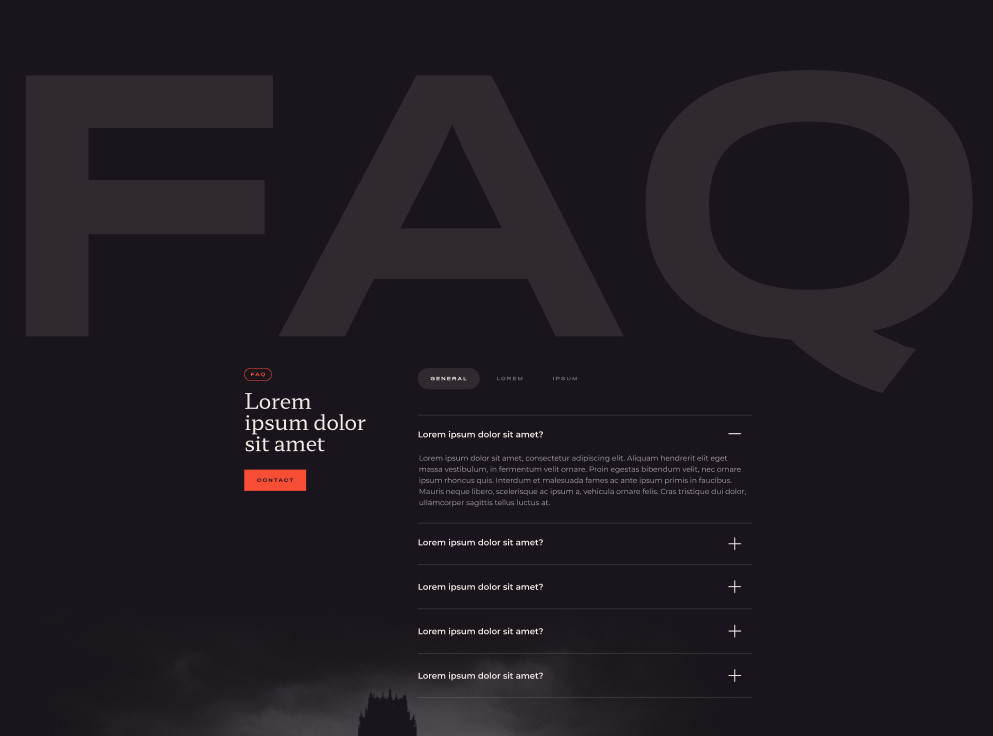 FAQ
FAQ
Lorem
ipsum dolor
sit amet
CONTACT
GENERAL LOREM IPSUM
Lorem ipsum dolor sit amet?
Lorem ipsum dolor sit amet, consectetur adipiscing elit. Aliquam hendrerit elit eget
massa vestibulum, in fermentum velit ornare. Proin egestas bibendum velit, nec ornare
ipsum rhoncus quis. Interdum et malesuada fames ac ante ipsum primis in faucibus.
Mauris neque libero, scelerisque ac ipsum a, vehicula ornare felis. Cras tristique dui dolor,
ullamcorper sagittis tellus luctus at.
Lorem ipsum dolor sit amet?
Lorem ipsum dolor sit amet?
Lorem ipsum dolor sit amet?
Lorem ipsum dolor sit amet?